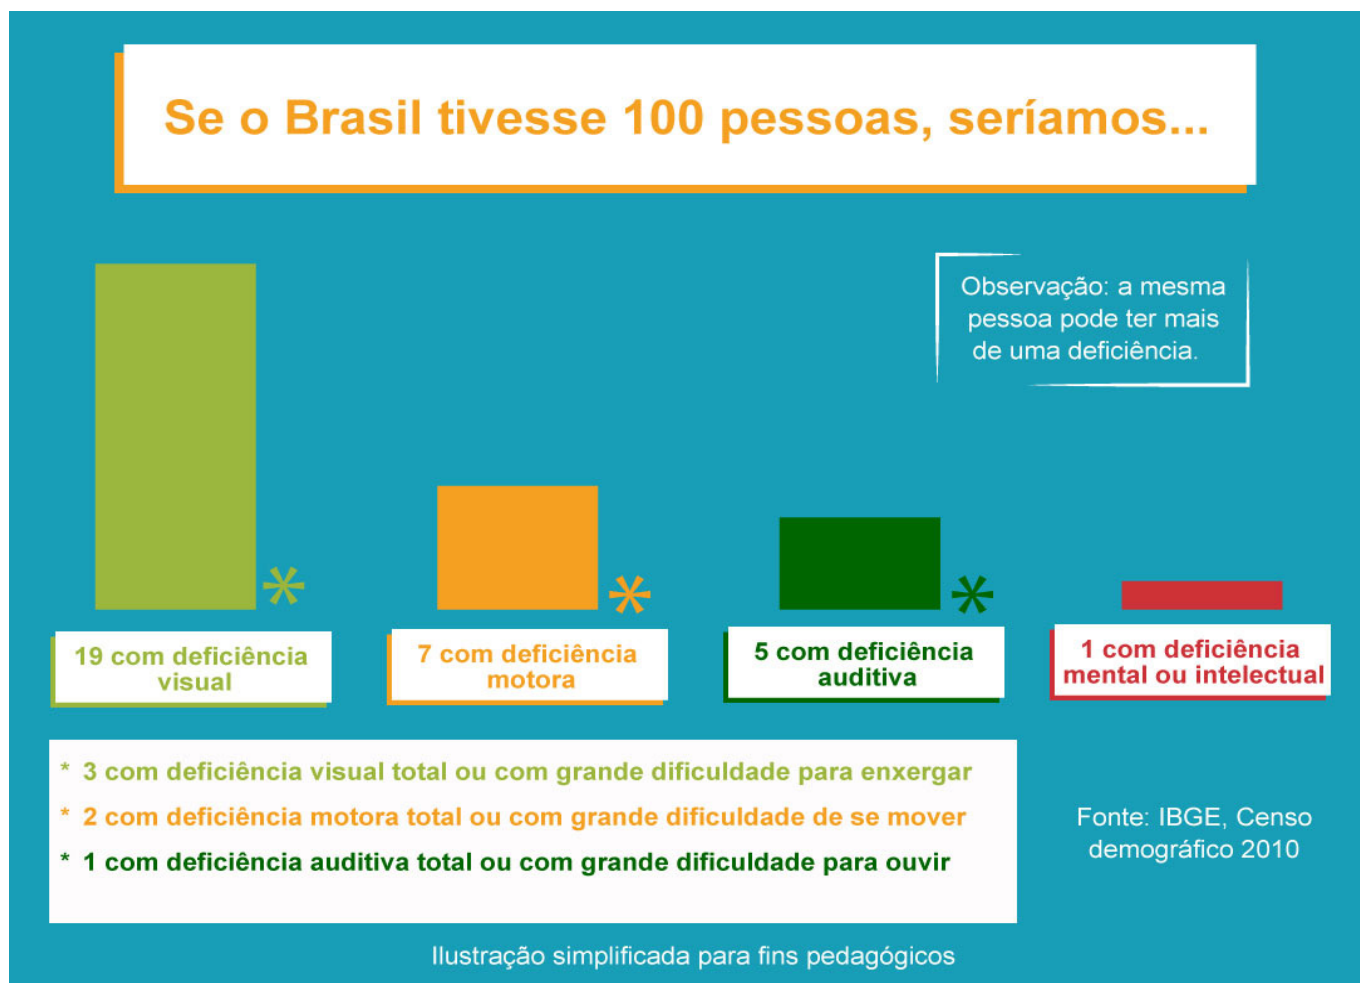 Se o Brasil tivesse 100 pessoas, seríamos...
Observação: a mesma
pessoa pode ter mais
de uma deficiência.
19 com deficiência
visual
7 com deficiência
motora
5 com deficiência
auditiva
1 com deficiência
mental ou intelectual
* 3 com deficiência visual total ou com grande dificuldade para enxergar
* 2 com deficiência motora total ou com grande dificuldade de se mover
* 1 com deficiência auditiva total ou com grande dificuldade para ouvir
Fonte: IBGE, Censo
demográfico 2010
Ilustração simplificada para fins pedagógicos